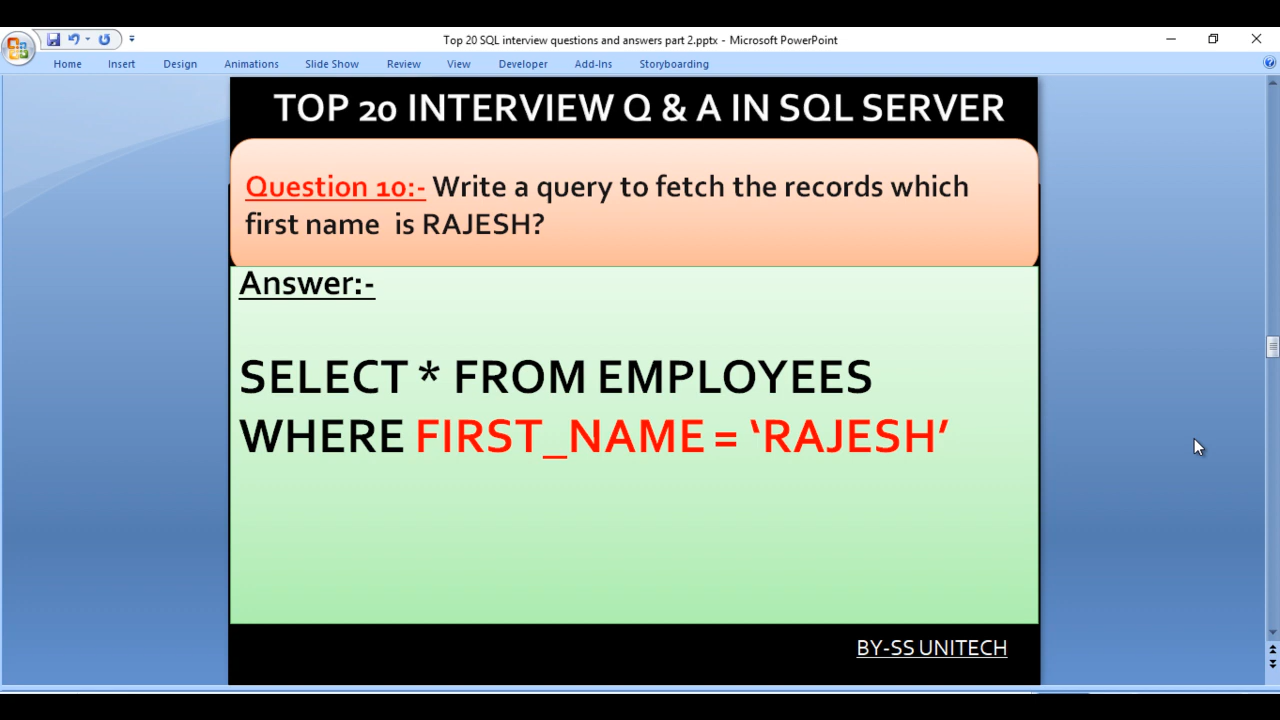 Top 20 SQL interview questions and answers part 2.pptx - Microsoft PowerPoint
Home Insert Design Animations Slide Show Review View Developer Add-Ins Storyboarding
TOP 20 INTERVIEW Q & A IN SQL SERVER
Question 10:- Write a query to fetch the records which
first name is RAJESH?
Answer:-
SELECT * FROM EMPLOYEES
WHERE FIRST_NAME = ‘RAJESH’
BY-SS UNITECH